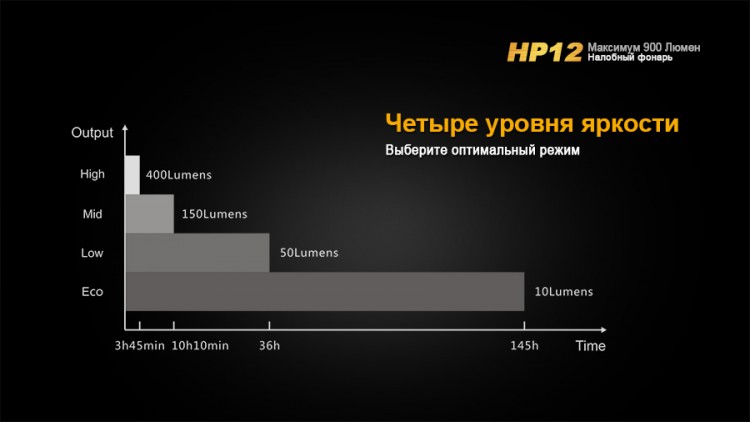 HP12 Максимум 900 Люмен
Налобный фонарь
Четыре уровня яркости
Выберите оптимальный режим
Output
High 400Lumens
Mid 150Lumens
Low 50Lumens
Eco 10Lumens
3h45min 10h10min 36h 145h Time